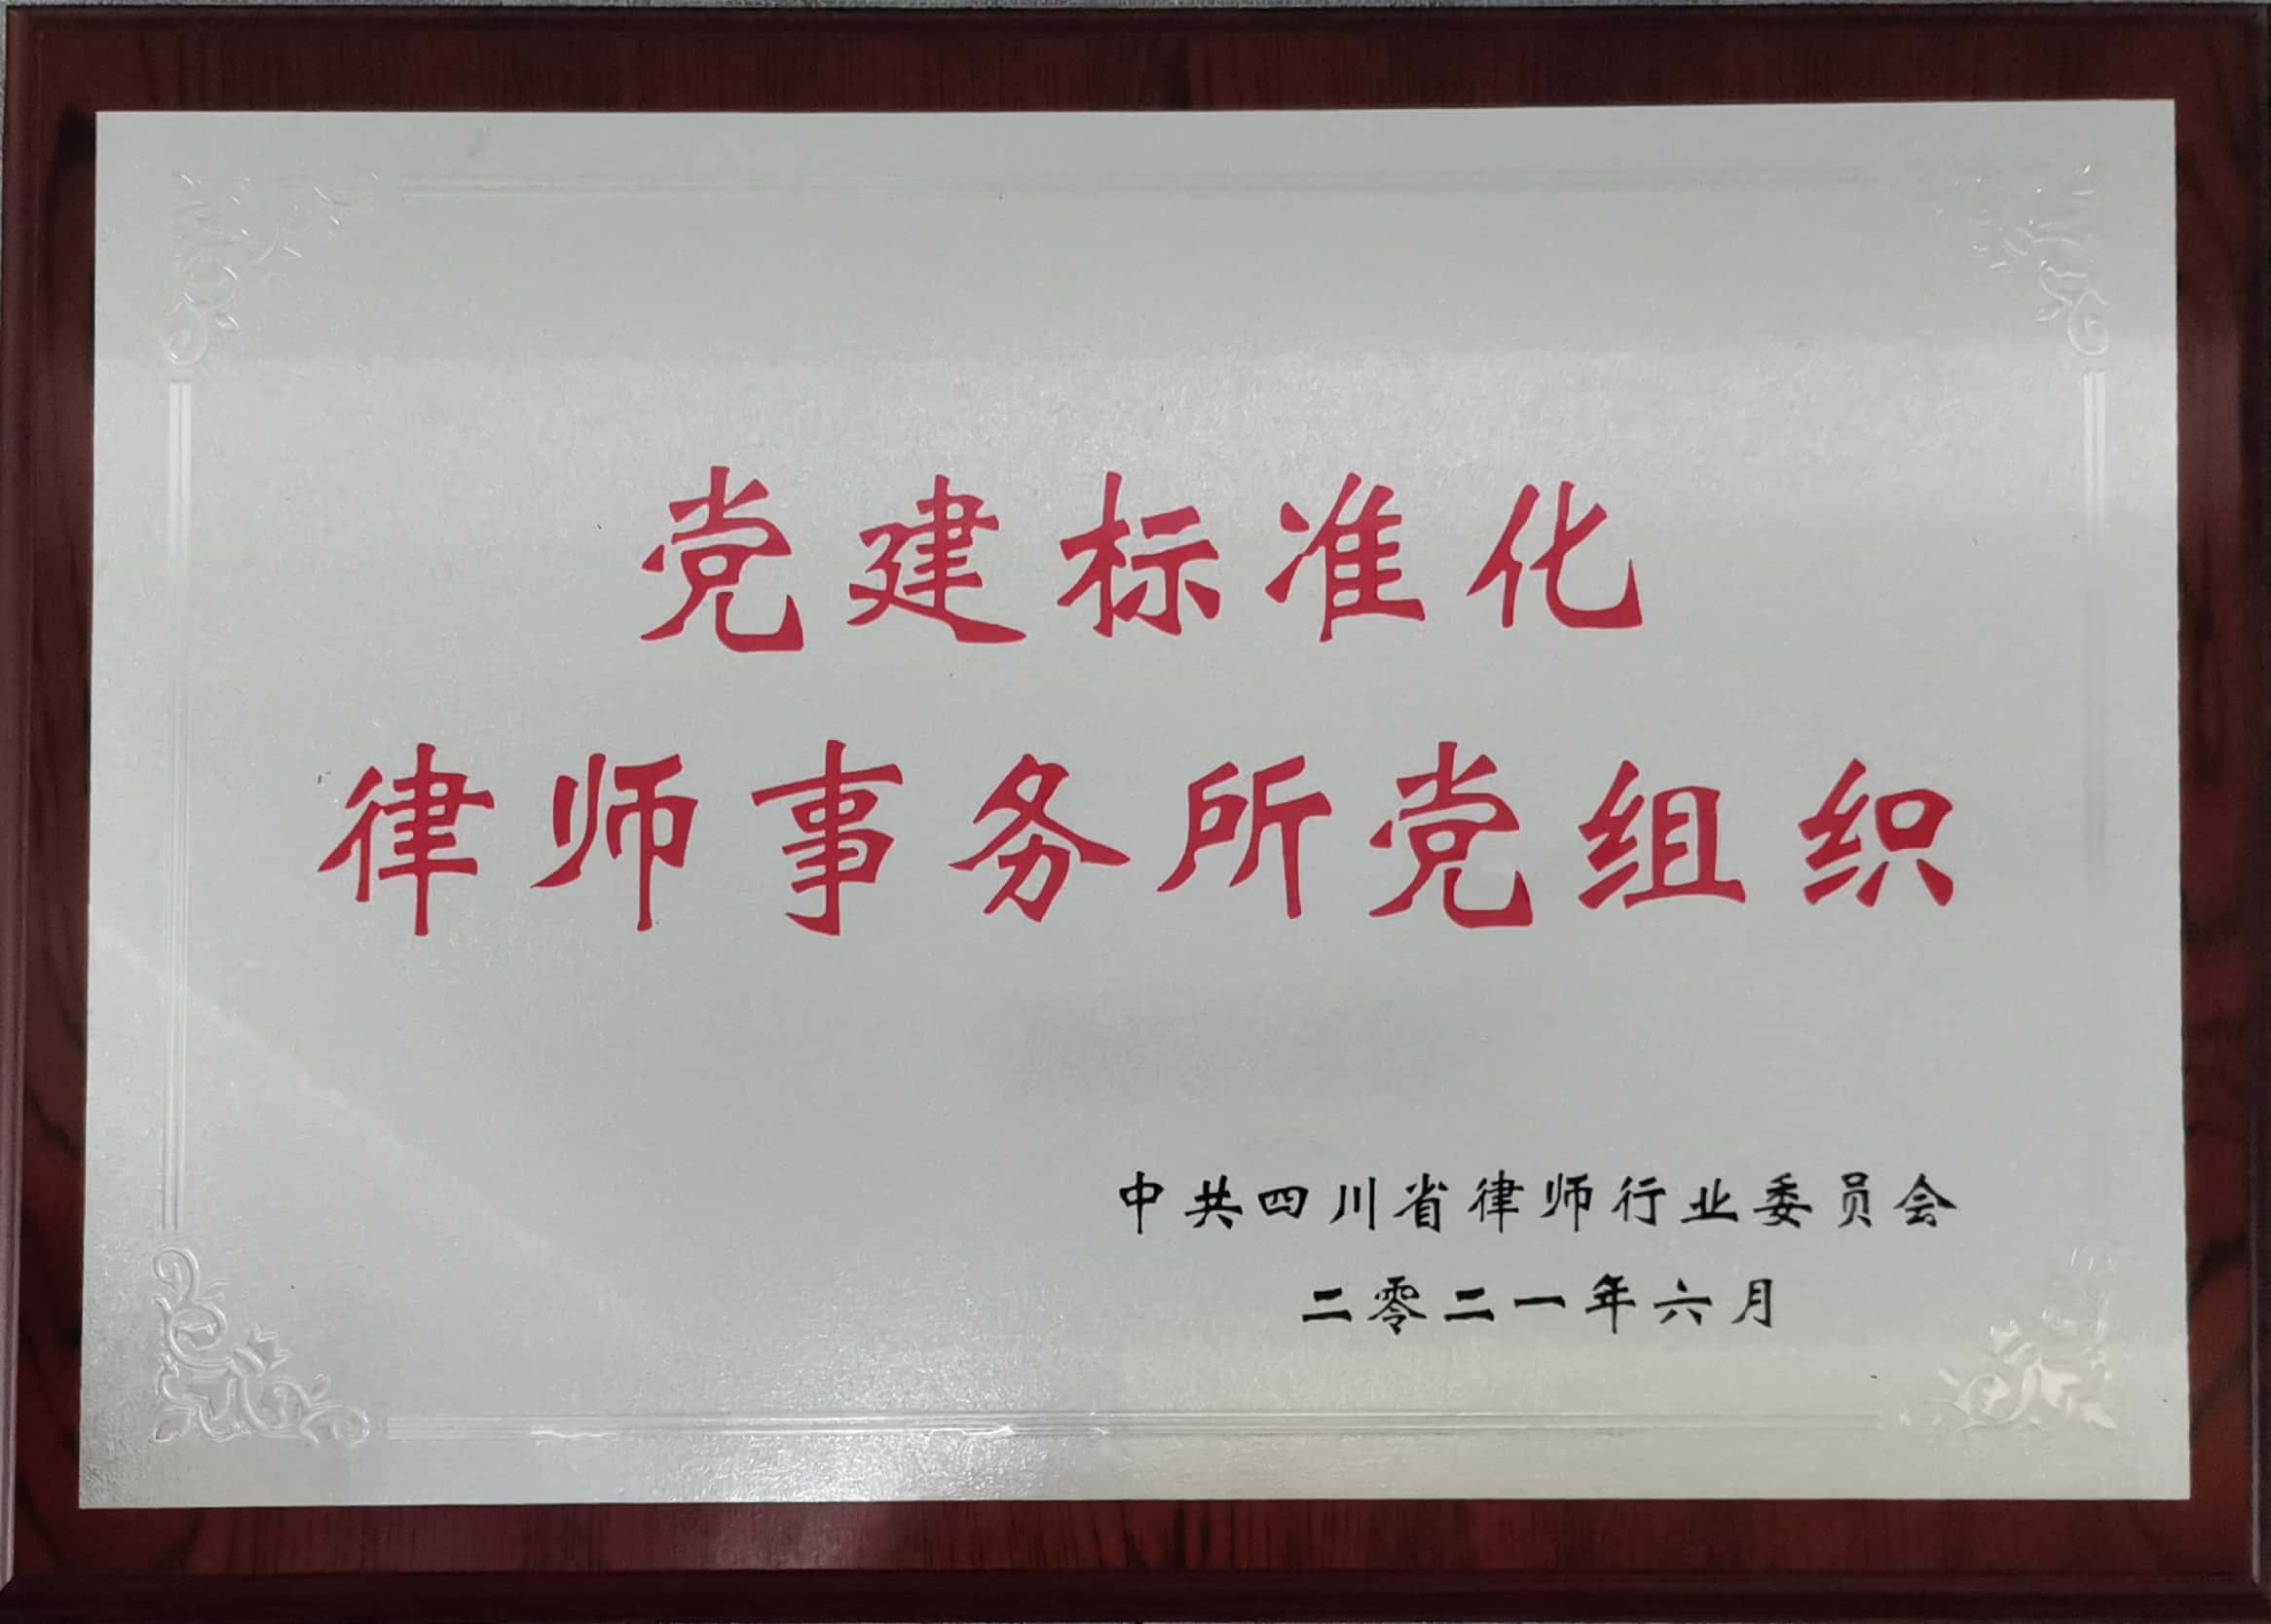 党建标准化
律师事务所党组织
中共四川省律师行业委员会
二零二一年六月